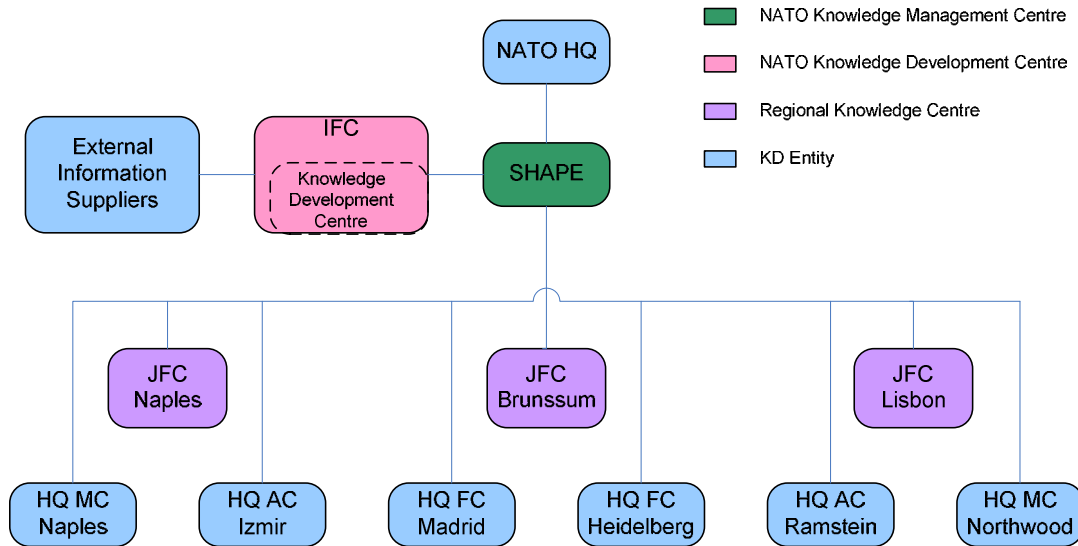 NATO HQ
NATO Knowledge Management Centre
NATO Knowledge Development Centre
Regional Knowledge Centre
KD Entity
External
Information
Suppliers
IFC
Knowledge
Development
Centre
SHAPE
JFC
Naples
JFC
Brunssum
JFC
Lisbon
HQ MC
Naples
HQ AC
Izmir
HQ FC
Madrid
HQ FC
Heidelberg
HQ AC
Ramstein
HQ MC
Northwood